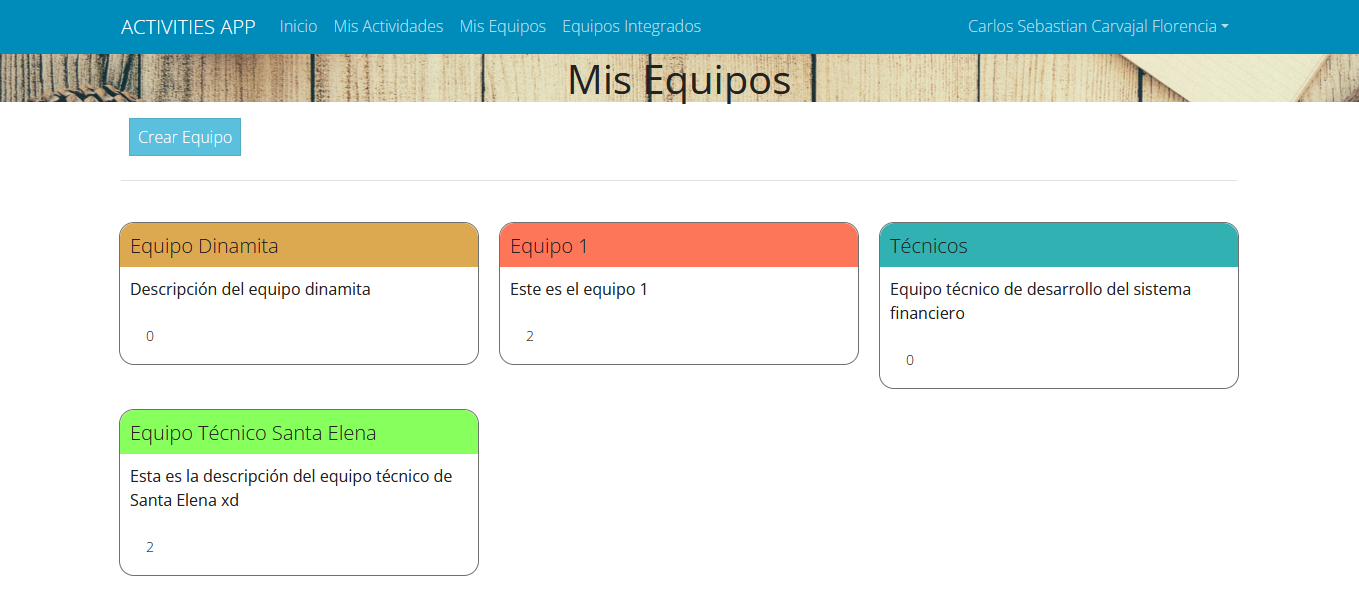 ACTIVITIES APP Inicio Mis Actividades Mis Equipos Equipos Integrados Carlos Sebastian Carvajal Florencia
Mis Equipos
Crear Equipo
Equipo Dinamita
Descripción del equipo dinamita
0
Equipo 1
Este es el equipo 1
2
Técnicos
Equipo técnico de desarrollo del sistema
financiero
0
Equipo Técnico Santa Elena
Esta es la descripción del equipo técnico de
Santa Elena xd
2